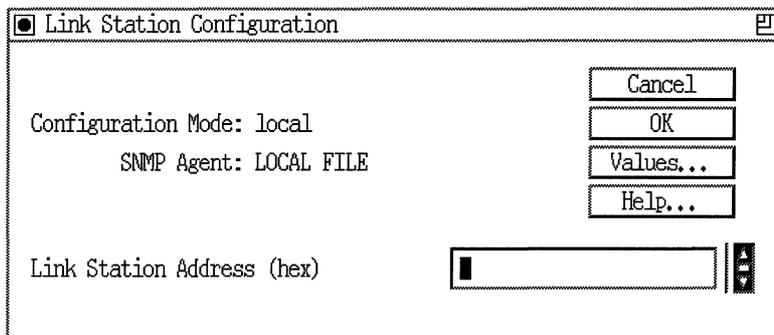 Link Station Configuration
Cancel
Configuration Mode: local
OK
SNMP Agent: LOCAL FILE
Values...
Help...
Link Station Address (hex)